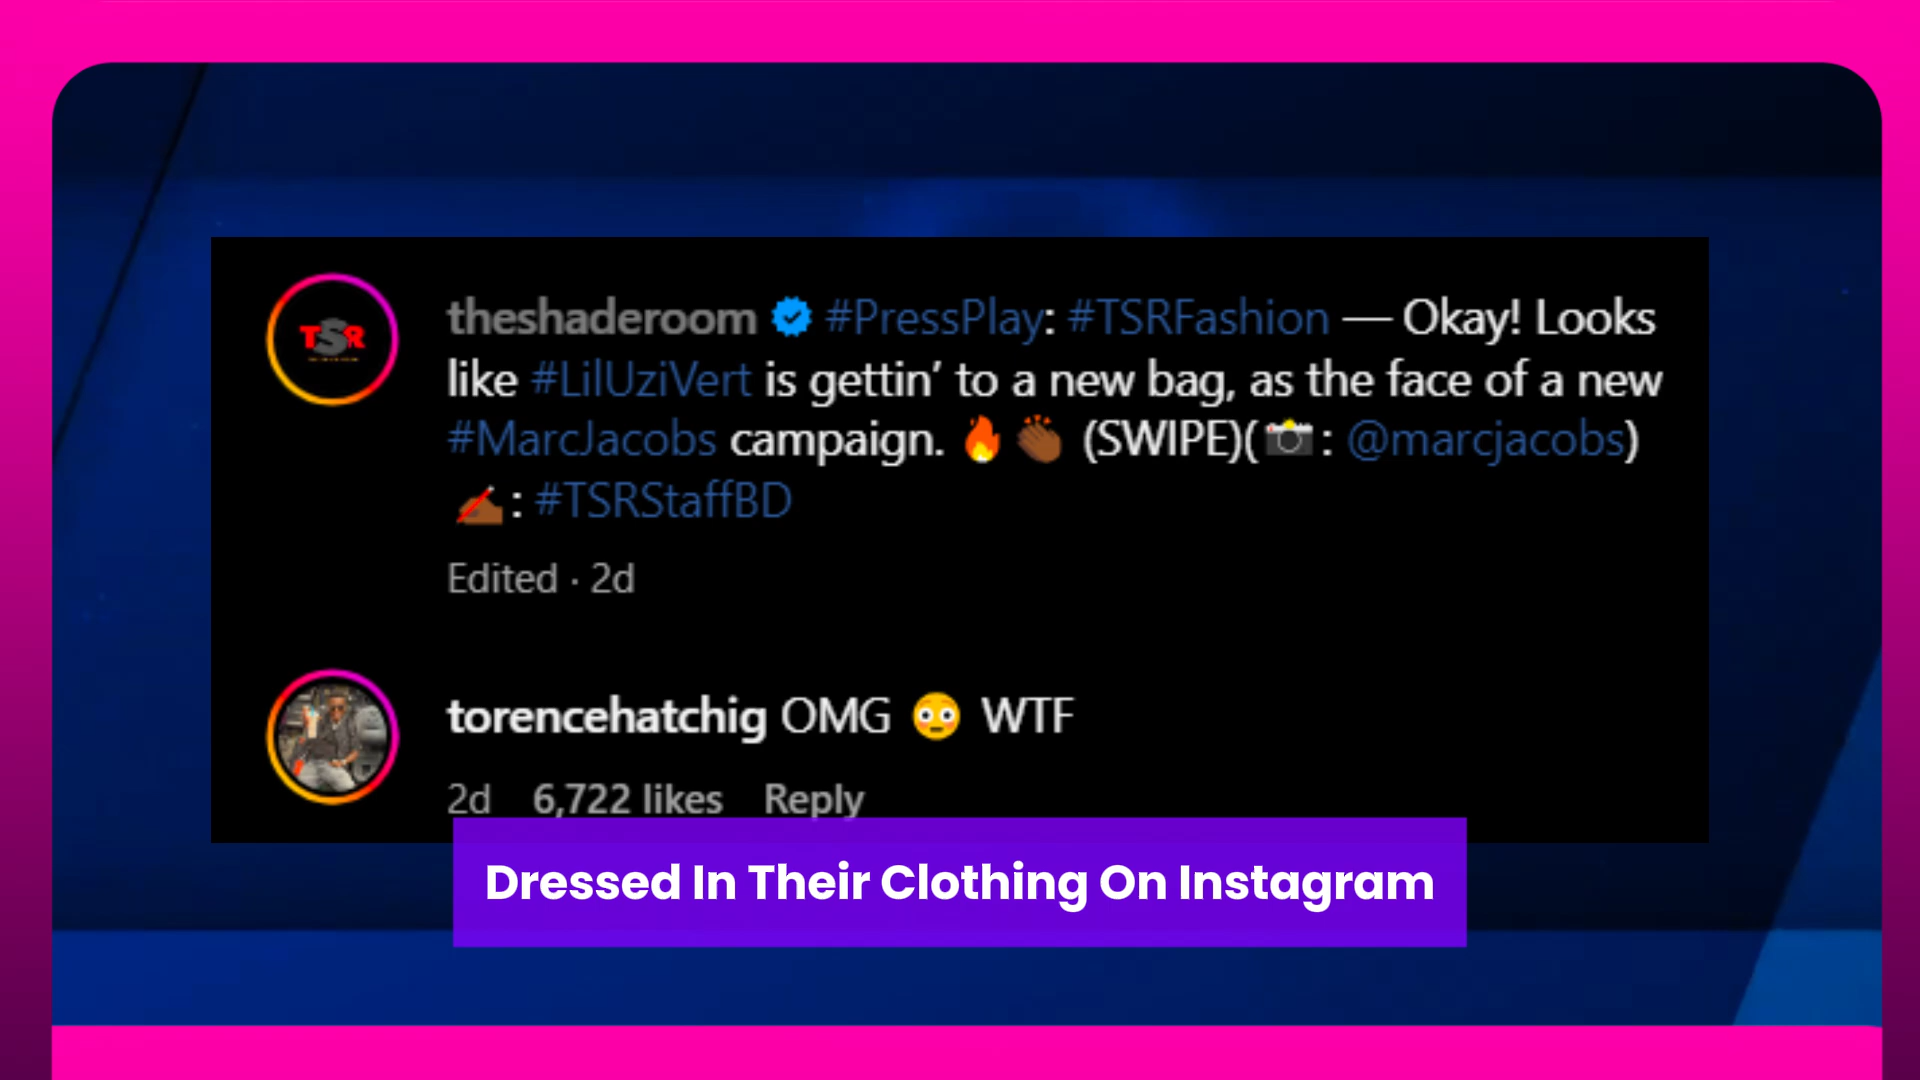 TSR
theshaderoom #PressPlay: #TSRFashion — Okay! Looks
like #LilUziVert is gettin’ to a new bag, as the face of a new
#MarcJacobs campaign. 🔥👏🏾 (SWIPE)(📸: @marcjacobs)
✍🏾: #TSRStaffBD
Edited · 2d
torencehatchig OMG 😳 WTF
2d 6,722 likes Reply
Dressed In Their Clothing On Instagram